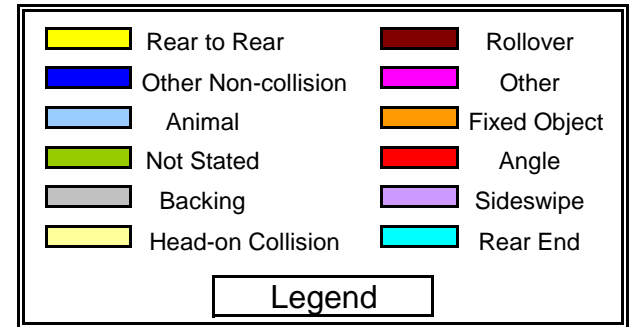 Rear to Rear Rollover
Other Non-collision Other
Animal Fixed Object
Not Stated Angle
Backing Sideswipe
Head-on Collision Rear End
Legend